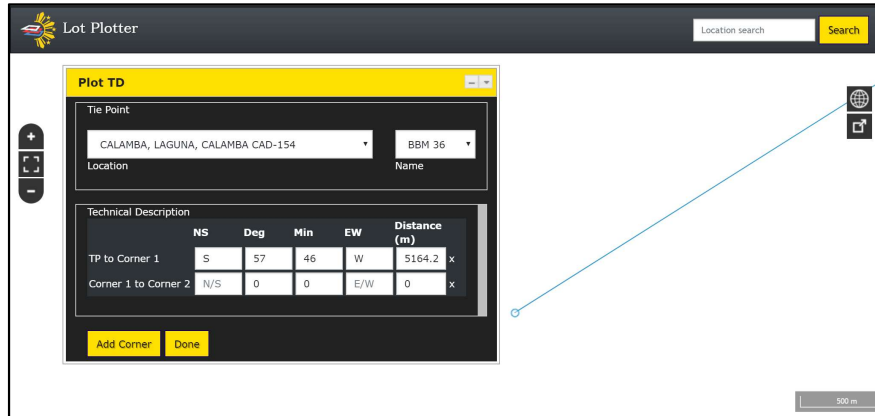 Lot Plotter
Location search
Search
Plot TD
Tie Point
CALAMBA, LAGUNA, CALAMBA CAD-154
BBM 36
Location
Name
Technical Description
NS Deg Min EW Distance (m)
TP to Corner 1 S 57 46 W 5164.2 x
Corner 1 to Corner 2 N/S 0 0 E/W 0 x
Add Corner Done
500 m